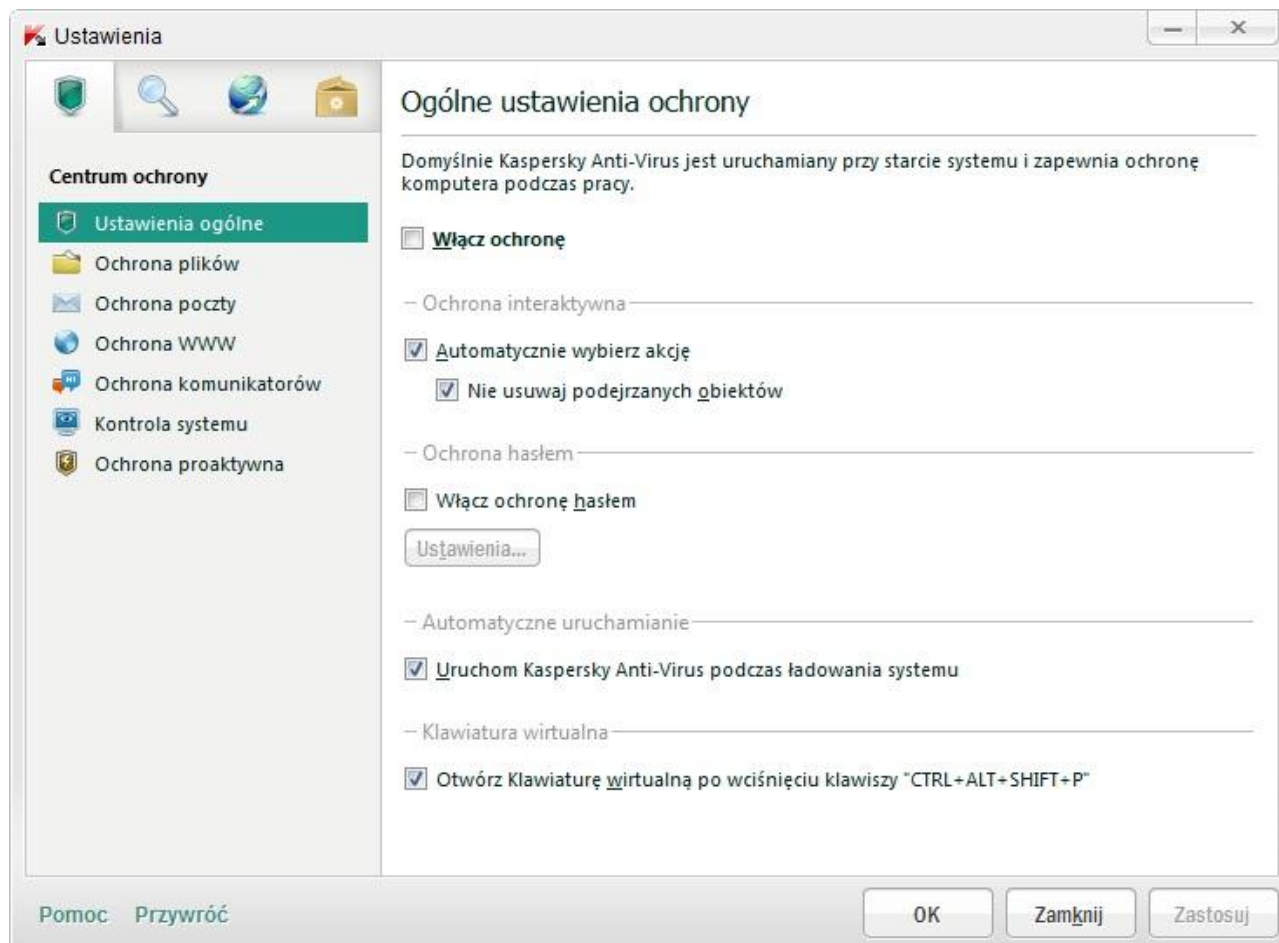 Ustawienia
Centrum ochrony
Ustawienia ogólne
Ochrona plików
Ochrona poczty
Ochrona WWW
Ochrona komunikatorów
Kontrola systemu
Ochrona proaktywna
Ogólne ustawienia ochrony
Domyślnie Kaspersky Anti-Virus jest uruchamiany przy starcie systemu i zapewnia ochronę
komputera podczas pracy.
Włącz ochronę
Ochrona interaktywna
Automatycznie wybierz akcję
Nie usuwaj podejrzanych obiektów
Ochrona hasłem
Włącz ochronę hasłem
Ustawienia...
Automatyczne uruchamianie
Uruchom Kaspersky Anti-Virus podczas ładowania systemu
Klawiatura wirtualna
Otwórz Klawiaturę wirtualną po wciśnięciu klawiszy "CTRL+ALT+SHIFT+P"
Pomoc Przywróć
OK Zamknij Zastosuj